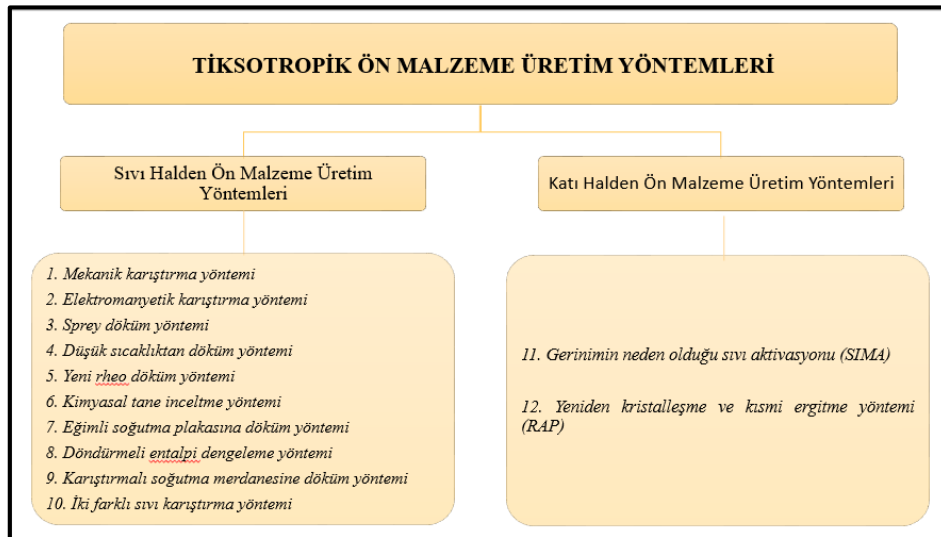 TİKSOTROPİK ÖN MALZEME ÜRETİM YÖNTEMLERİ
Sıvı Halden Ön Malzeme Üretim
Yöntemleri
1. Mekanik karıştırma yöntemi
2. Elektromanyetik karıştırma yöntemi
3. Sprey döküm yöntemi
4. Düşük sıcaklıktan döküm yöntemi
5. Yeni rheo döküm yöntemi
6. Kimyasal tane inceltme yöntemi
7. Eğimli soğutma plakasına döküm yöntemi
8. Döndürmeli entalpi dengeleme yöntemi
9. Karıştırmalı soğutma merdanesine döküm yöntemi
10. İki farklı sıvı karıştırma yöntemi
Katı Halden Ön Malzeme Üretim Yöntemleri
11. Gerinimin neden olduğu sıvı aktivasyonu (SIMA)
12. Yeniden kristalleşme ve kısmi ergitme yöntemi
(RAP)